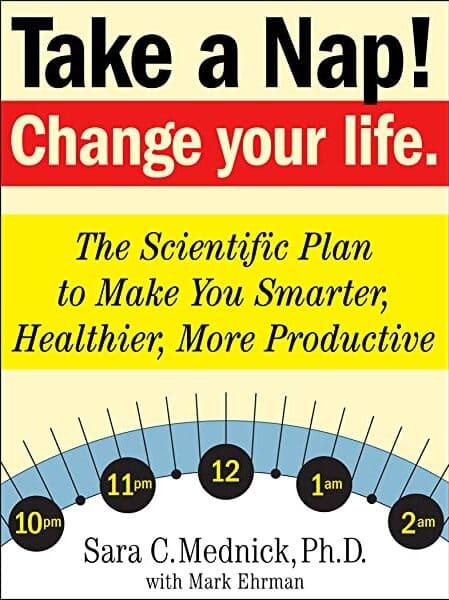 Take a Nap!
Change your life.
The Scientific Plan
to Make You Smarter,
Healthier, More Productive
10pm
11pm
12
1am
2am
Sara C. Mednick, Ph.D.
with Mark Ehrman